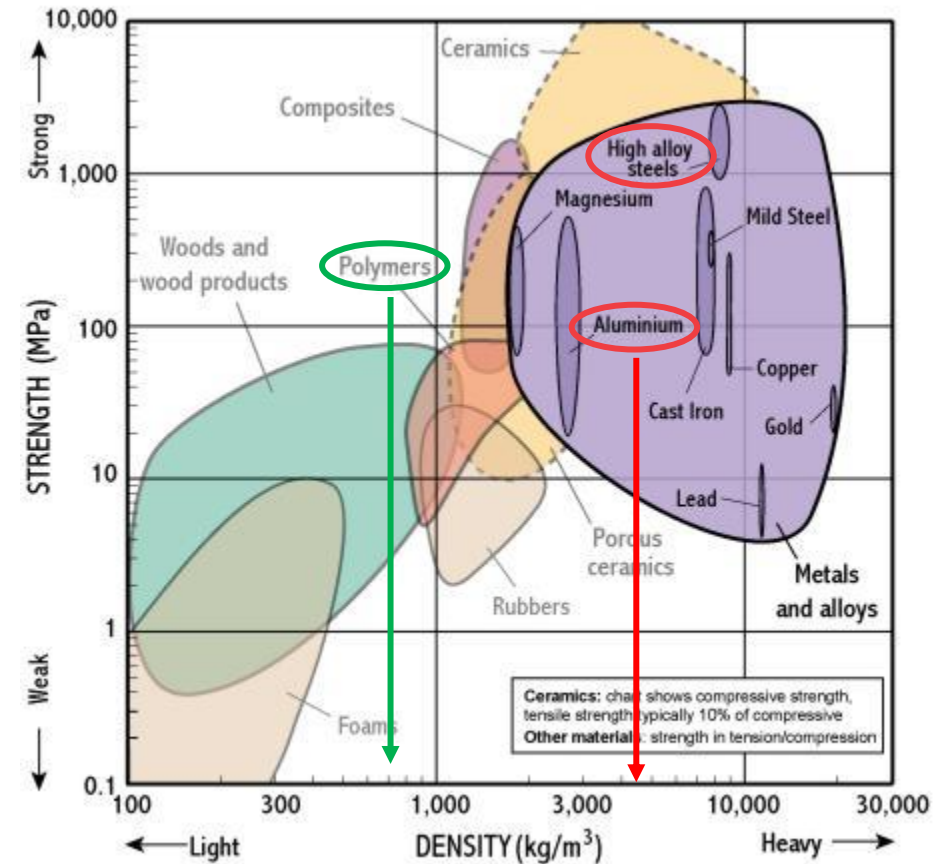 10,000
Ceramics
Composites
Strong
High alloy
steels
1,000
Magnesium
Mild Steel
Woods and
wood products
Polymers
STRENGTH (MPa)
100
Aluminium
Copper
Cast Iron
Gold
10
Lead
Porous
ceramics
Rubbers
Metals
and alloys
1
Weak
Ceramics: chart shows compressive strength,
tensile strength typically 10% of compressive
Other materials: strength in tension/compression
Foams
0.1
100
300
1,000
3,000
10,000
30,000
Light
DENSITY (kg/m³)
Heavy